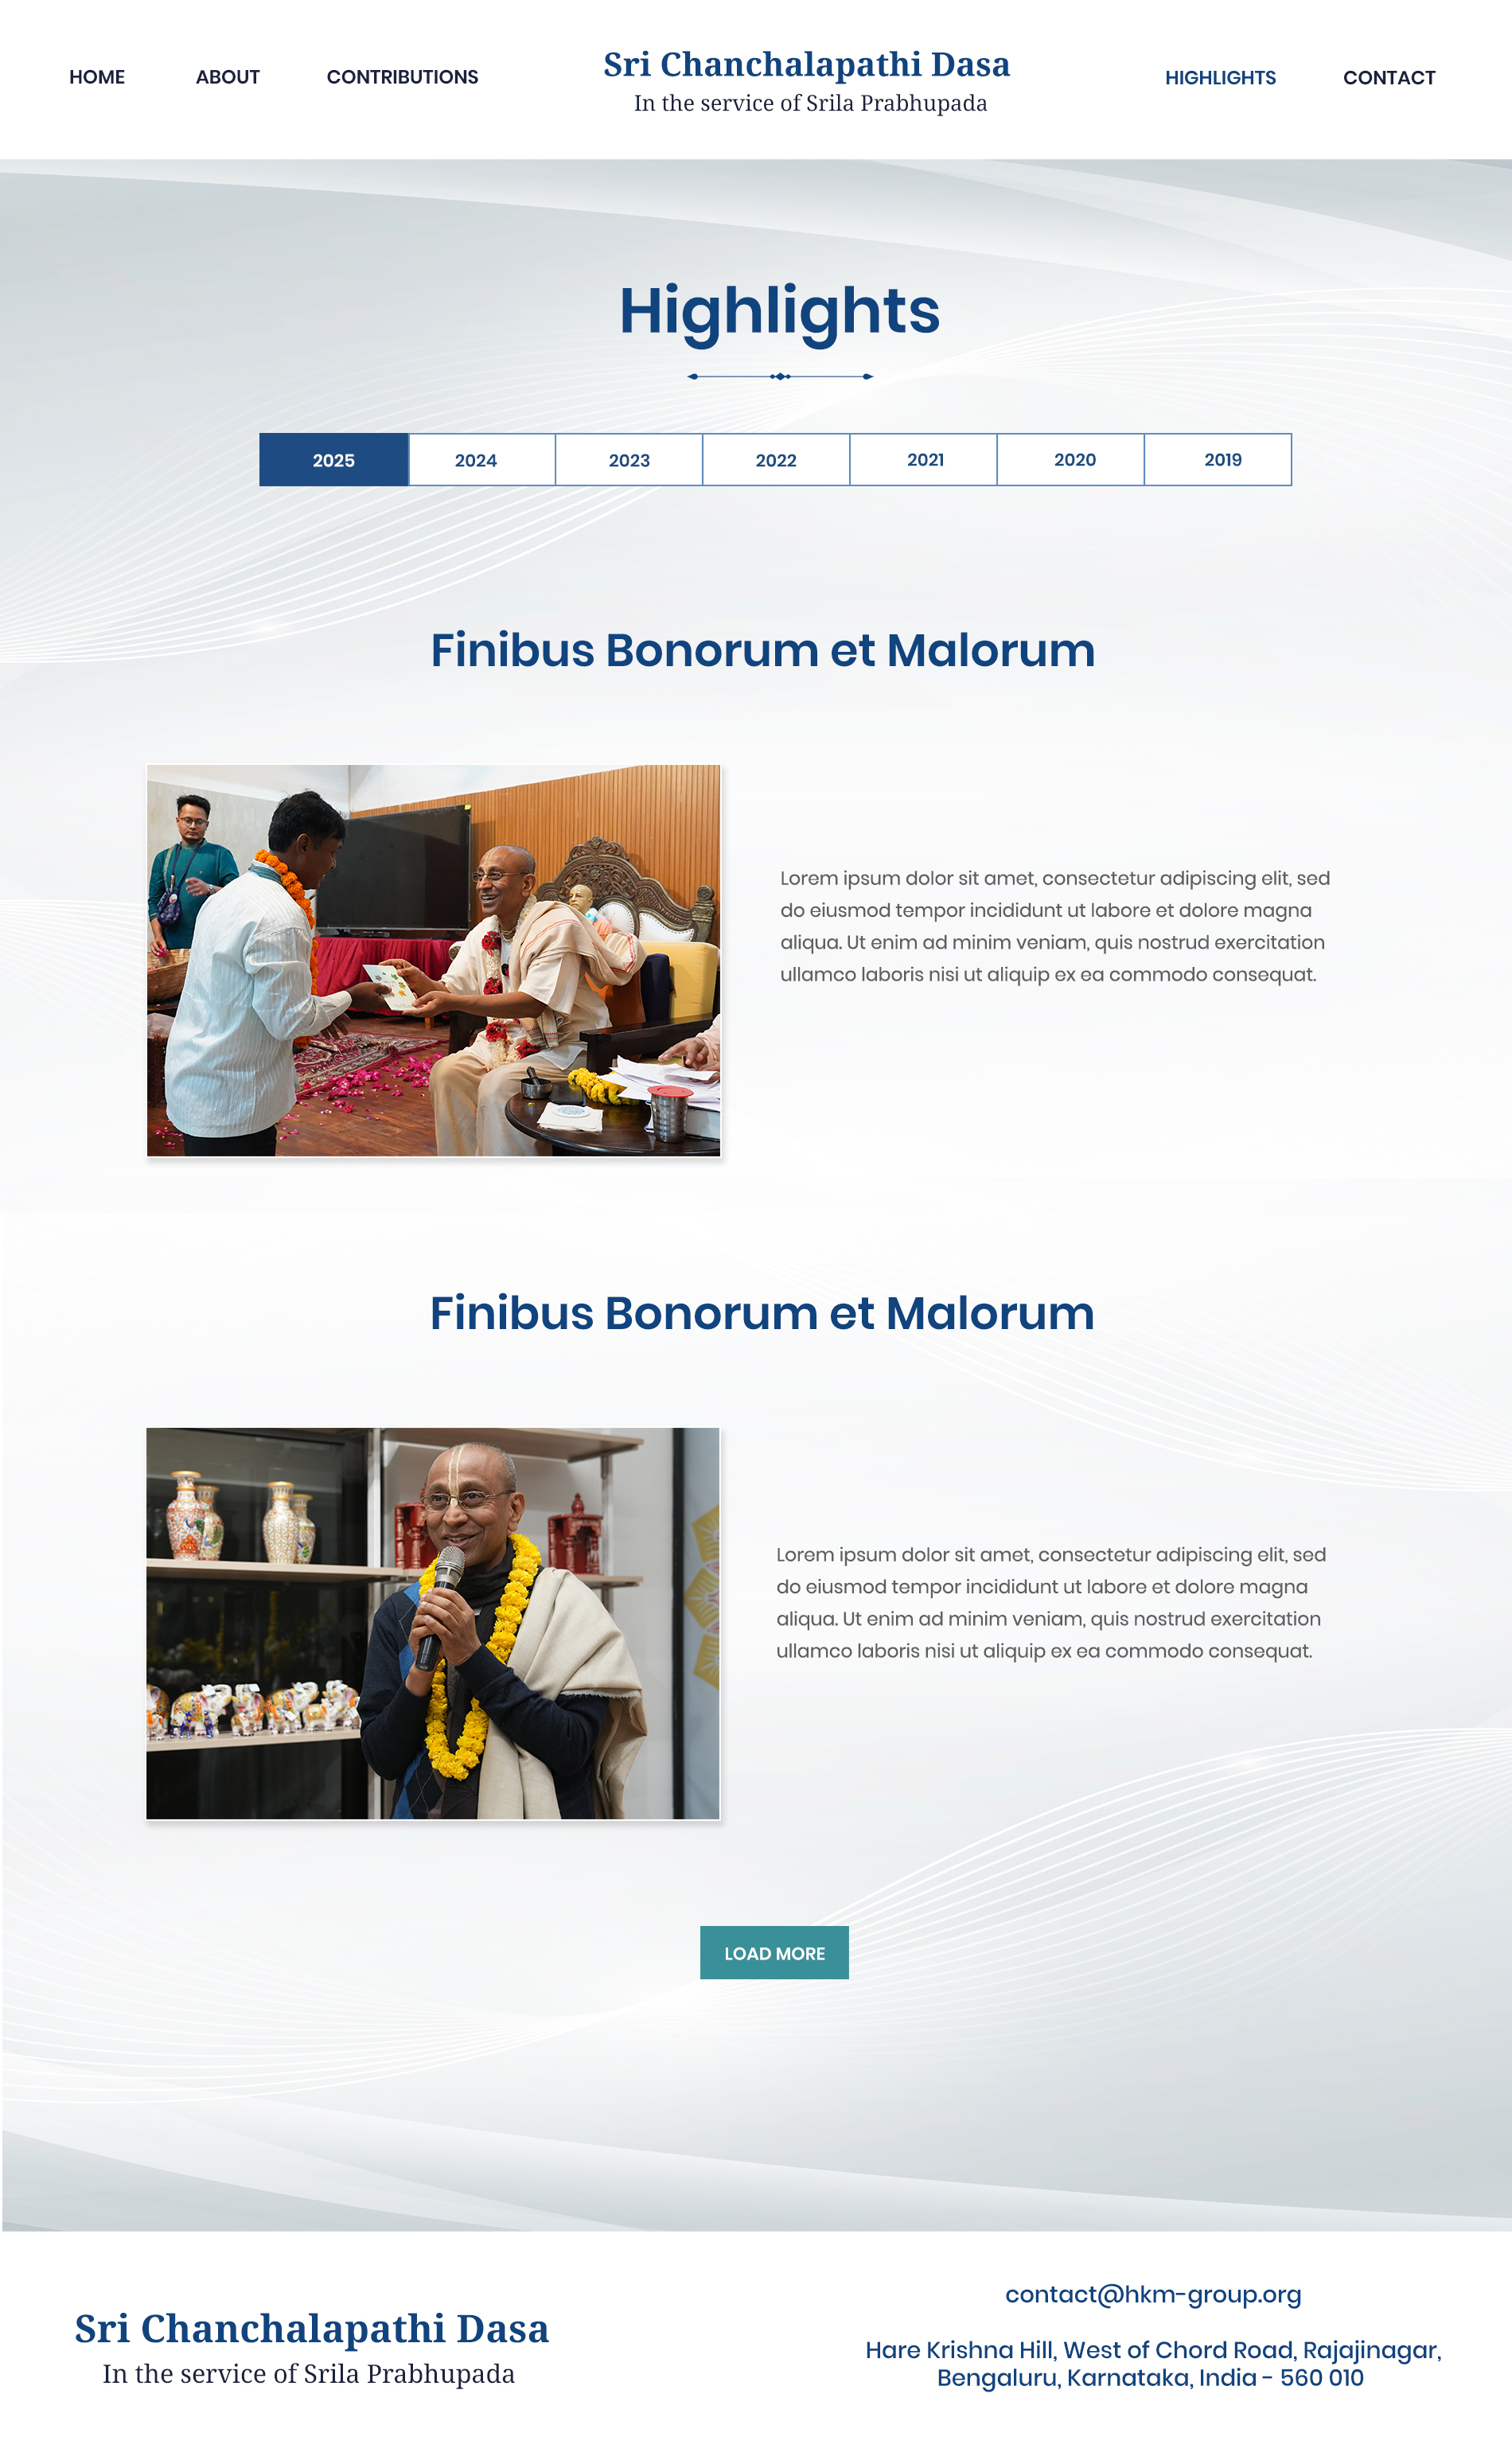 HOME
ABOUT
CONTRIBUTIONS
Sri Chanchalapathi Dasa
In the service of Srila Prabhupada
HIGHLIGHTS
CONTACT
Highlights
2025
2024
2023
2022
2021
2020
2019
Finibus Bonorum et Malorum
Lorem ipsum dolor sit amet, consectetur adipiscing elit, sed
do eiusmod tempor incididunt ut labore et dolore magna
aliqua. Ut enim ad minim veniam, quis nostrud exercitation
ullamco laboris nisi ut aliquip ex ea commodo consequat.
Finibus Bonorum et Malorum
Lorem ipsum dolor sit amet, consectetur adipiscing elit, sed
do eiusmod tempor incididunt ut labore et dolore magna
aliqua. Ut enim ad minim veniam, quis nostrud exercitation
ullamco laboris nisi ut aliquip ex ea commodo consequat.
LOAD MORE
Sri Chanchalapathi Dasa
In the service of Srila Prabhupada
contact@hkm-group.org
Hare Krishna Hill, West of Chord Road, Rajajinagar,
Bengaluru, Karnataka, India - 560 010